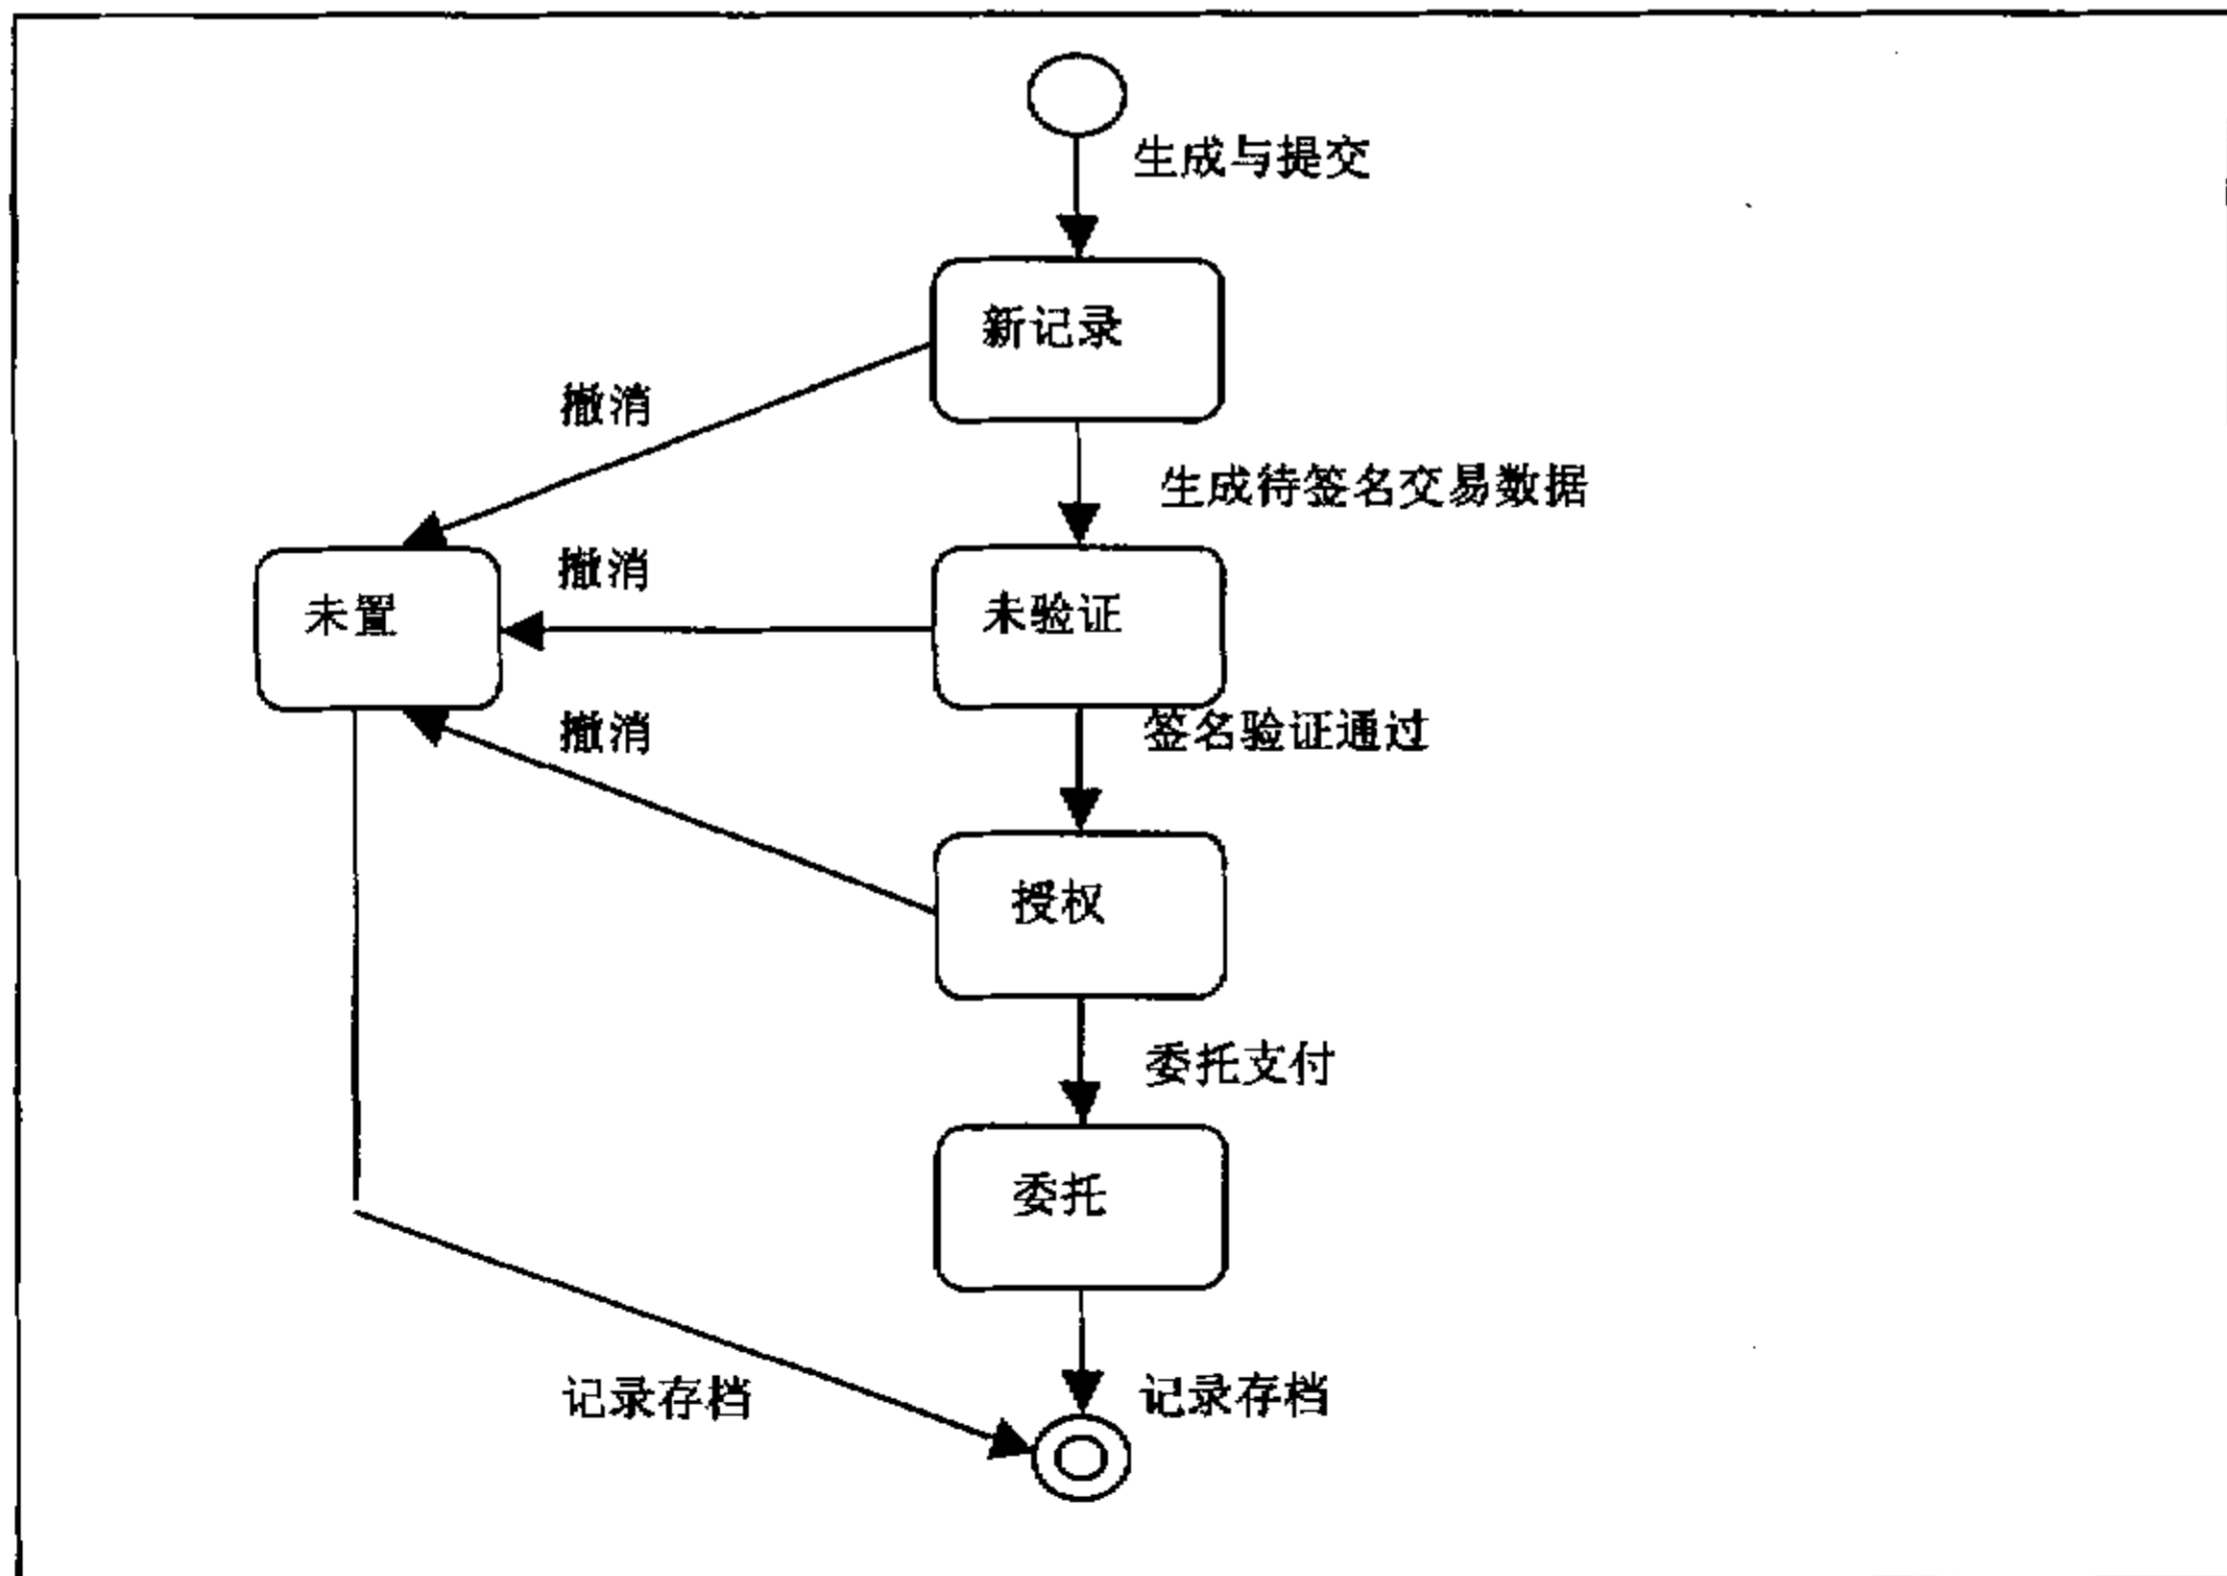 生成与提交
新记录
撤消
生成待签名交易数据
撤消
未置
未验证
撤消
签名验证通过
授权
委托支付
委托
记录存档
记录存档